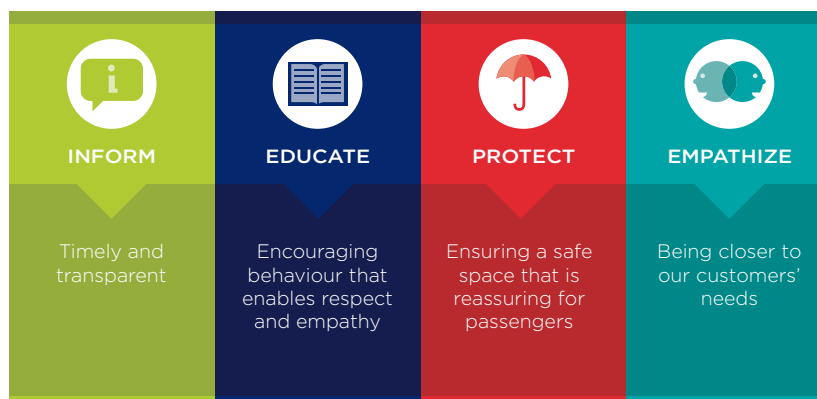 INFORM
Timely and
transparent
EDUCATE
Encouraging
behaviour that
enables respect
and empathy
PROTECT
Ensuring a safe
space that is
reassuring for
passengers
EMPATHIZE
Being closer to
our customers'
needs